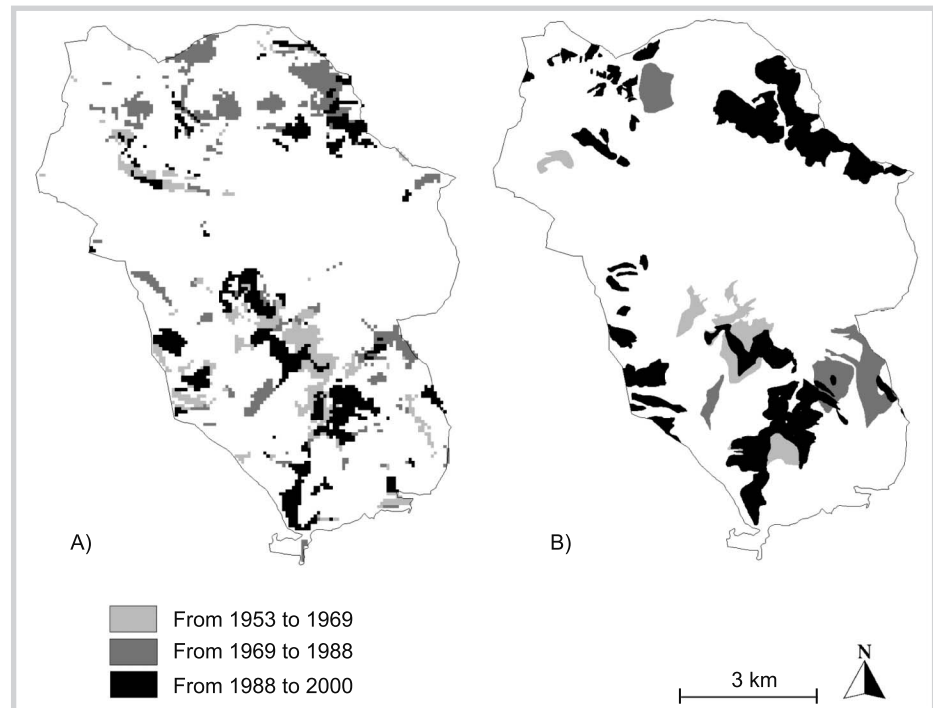 A)
B)
From 1953 to 1969
From 1969 to 1988
From 1988 to 2000
3 km
N